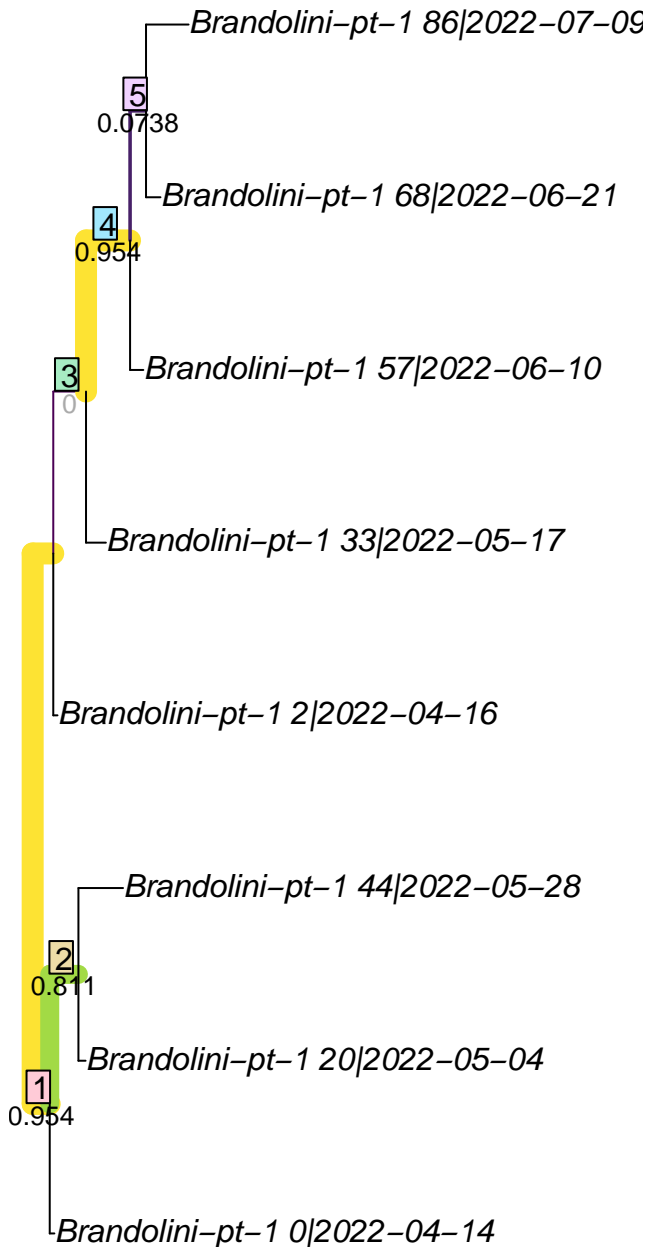 Brandolini−pt−1 86|2022−07−09
5
0.0738
Brandolini−pt−1 68|2022−06−21
4
0.954
Brandolini−pt−1 57|2022−06−10
3
0
Brandolini−pt−1 33|2022−05−17
Brandolini−pt−1 2|2022−04−16
Brandolini−pt−1 44|2022−05−28
2
0.811
Brandolini−pt−1 20|2022−05−04
1
0.954
Brandolini−pt−1 0|2022−04−14